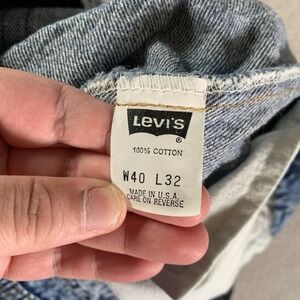 LEVI'S
®
100% COTTON
W40 L32
MADE IN U.S.A.
CARE ON REVERSE